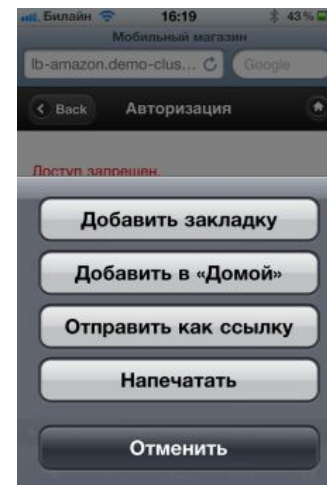 Билайн 16:19 43%
Мобильный магазин
lb-amazon.demo-clus... Google
Back Авторизация
Доступ запрещен.
Добавить закладку
Добавить в «Домой»
Отправить как ссылку
Напечатать
Отменить